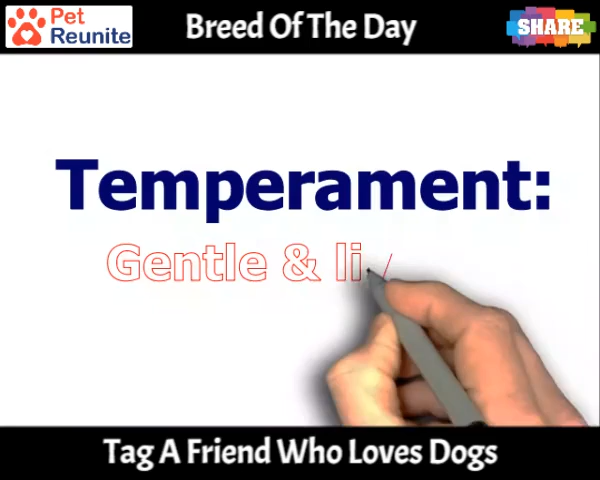 Pet
Reunite
Breed Of The Day
SHARE
Temperament:
Gentle & li
Tag A Friend Who Loves Dogs